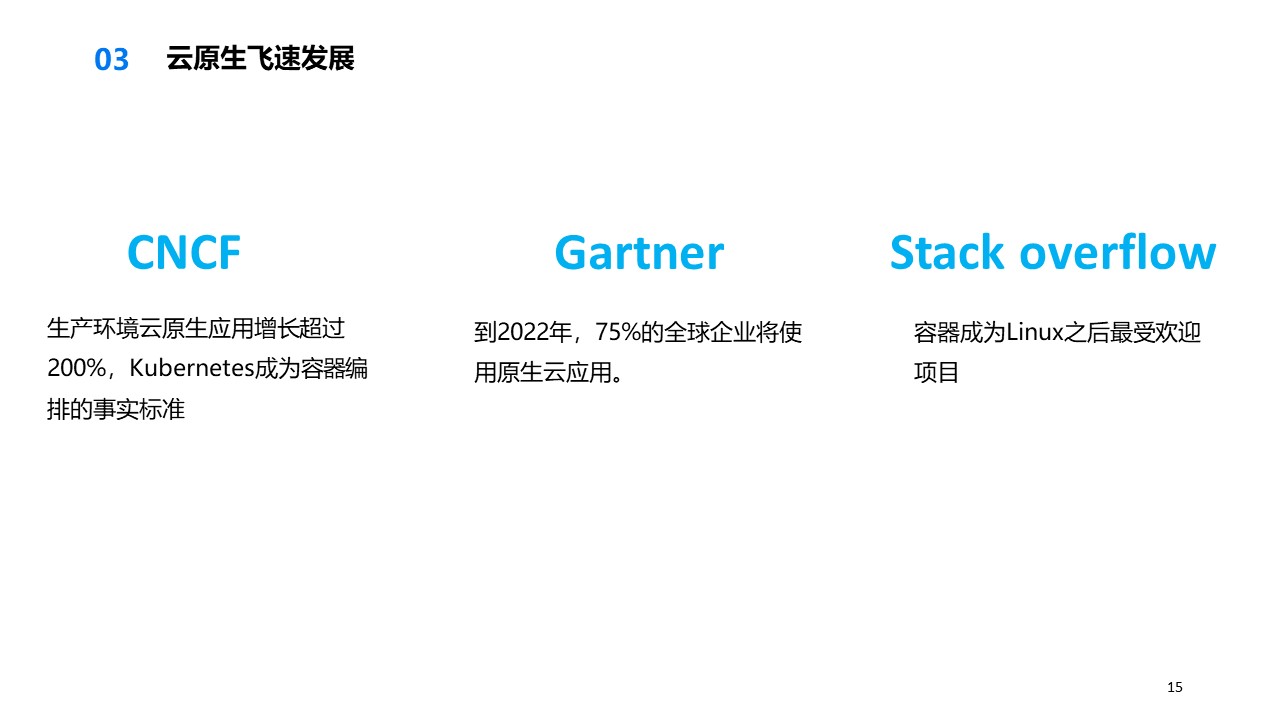 03 云原生飞速发展
CNCF
生产环境云原生应用增长超过
200%，Kubernetes成为容器编
排的事实标准
Gartner
到2022年，75%的全球企业将使
用原生云应用。
Stack overflow
容器成为Linux之后最受欢迎
项目
15